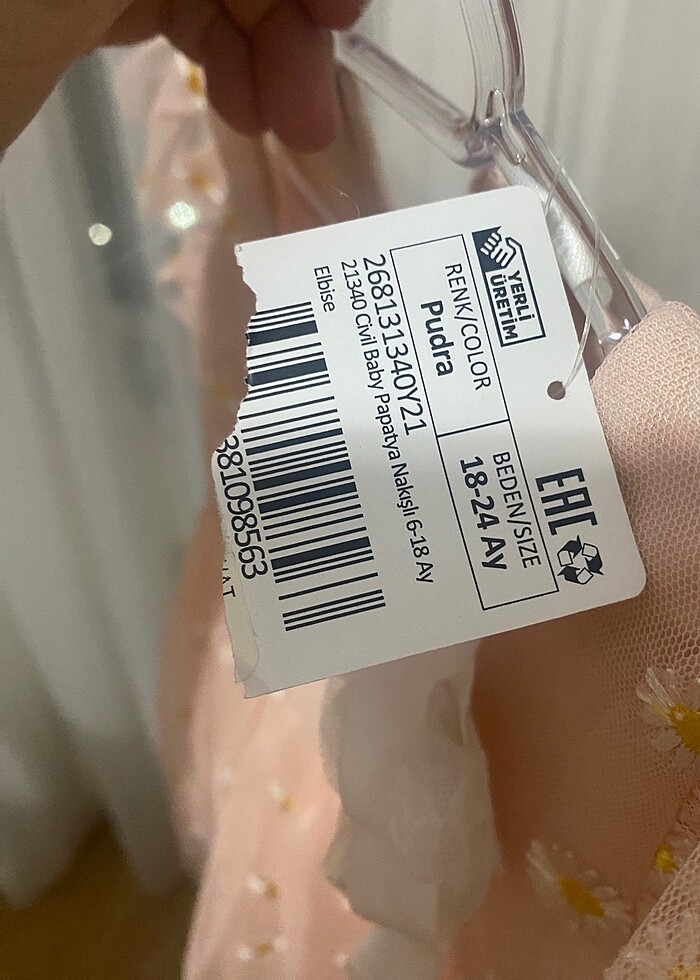 YERLİ
ÜRETİM
EAC
RENK/COLOR
Pudra
BEDEN/SIZE
18-24 Ay
268131340Y21
21340 Civil Baby Papatya Nakışlı 6-18 Ay
Elbise
381098563